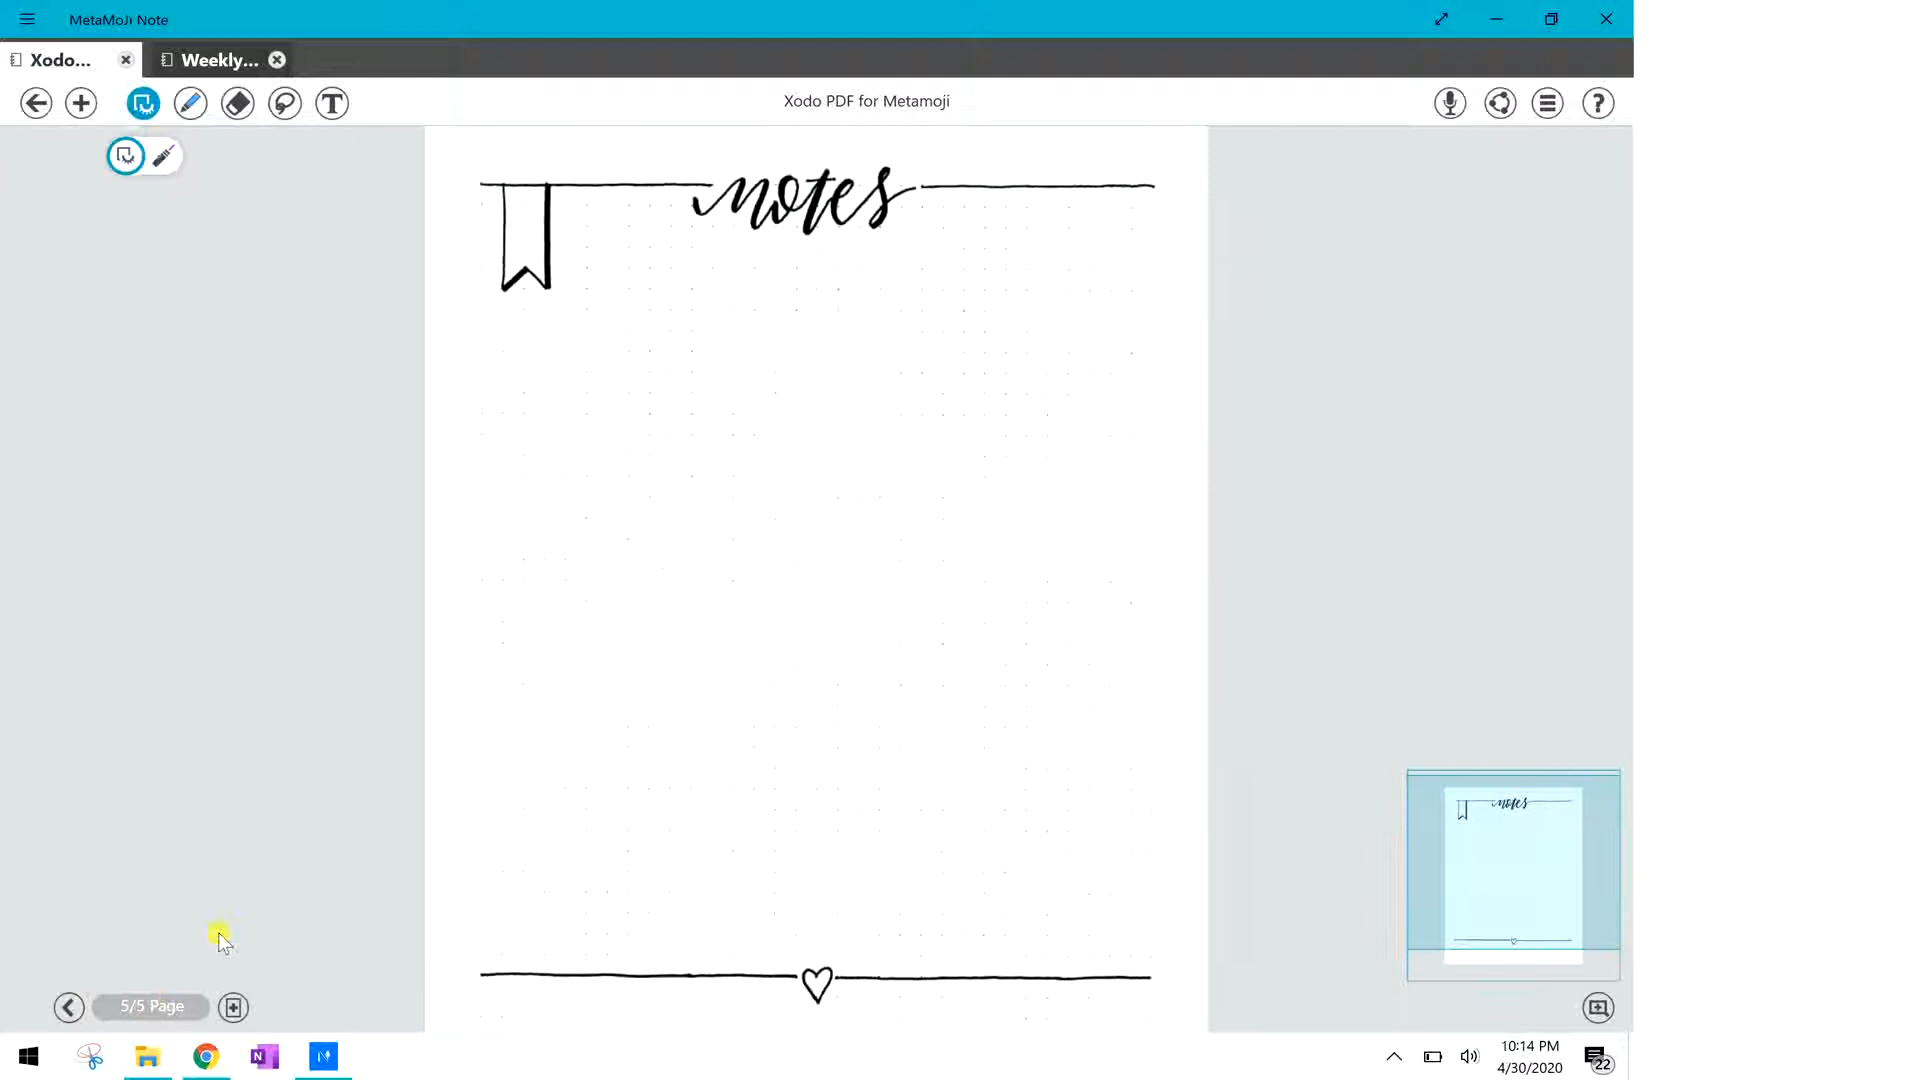 MetaMoJi Note
Xodo...
Weekly...
T
Xodo PDF for Metamoji
?
notes
notes
5/5 Page
N
N
10:14 PM
4/30/2020
22